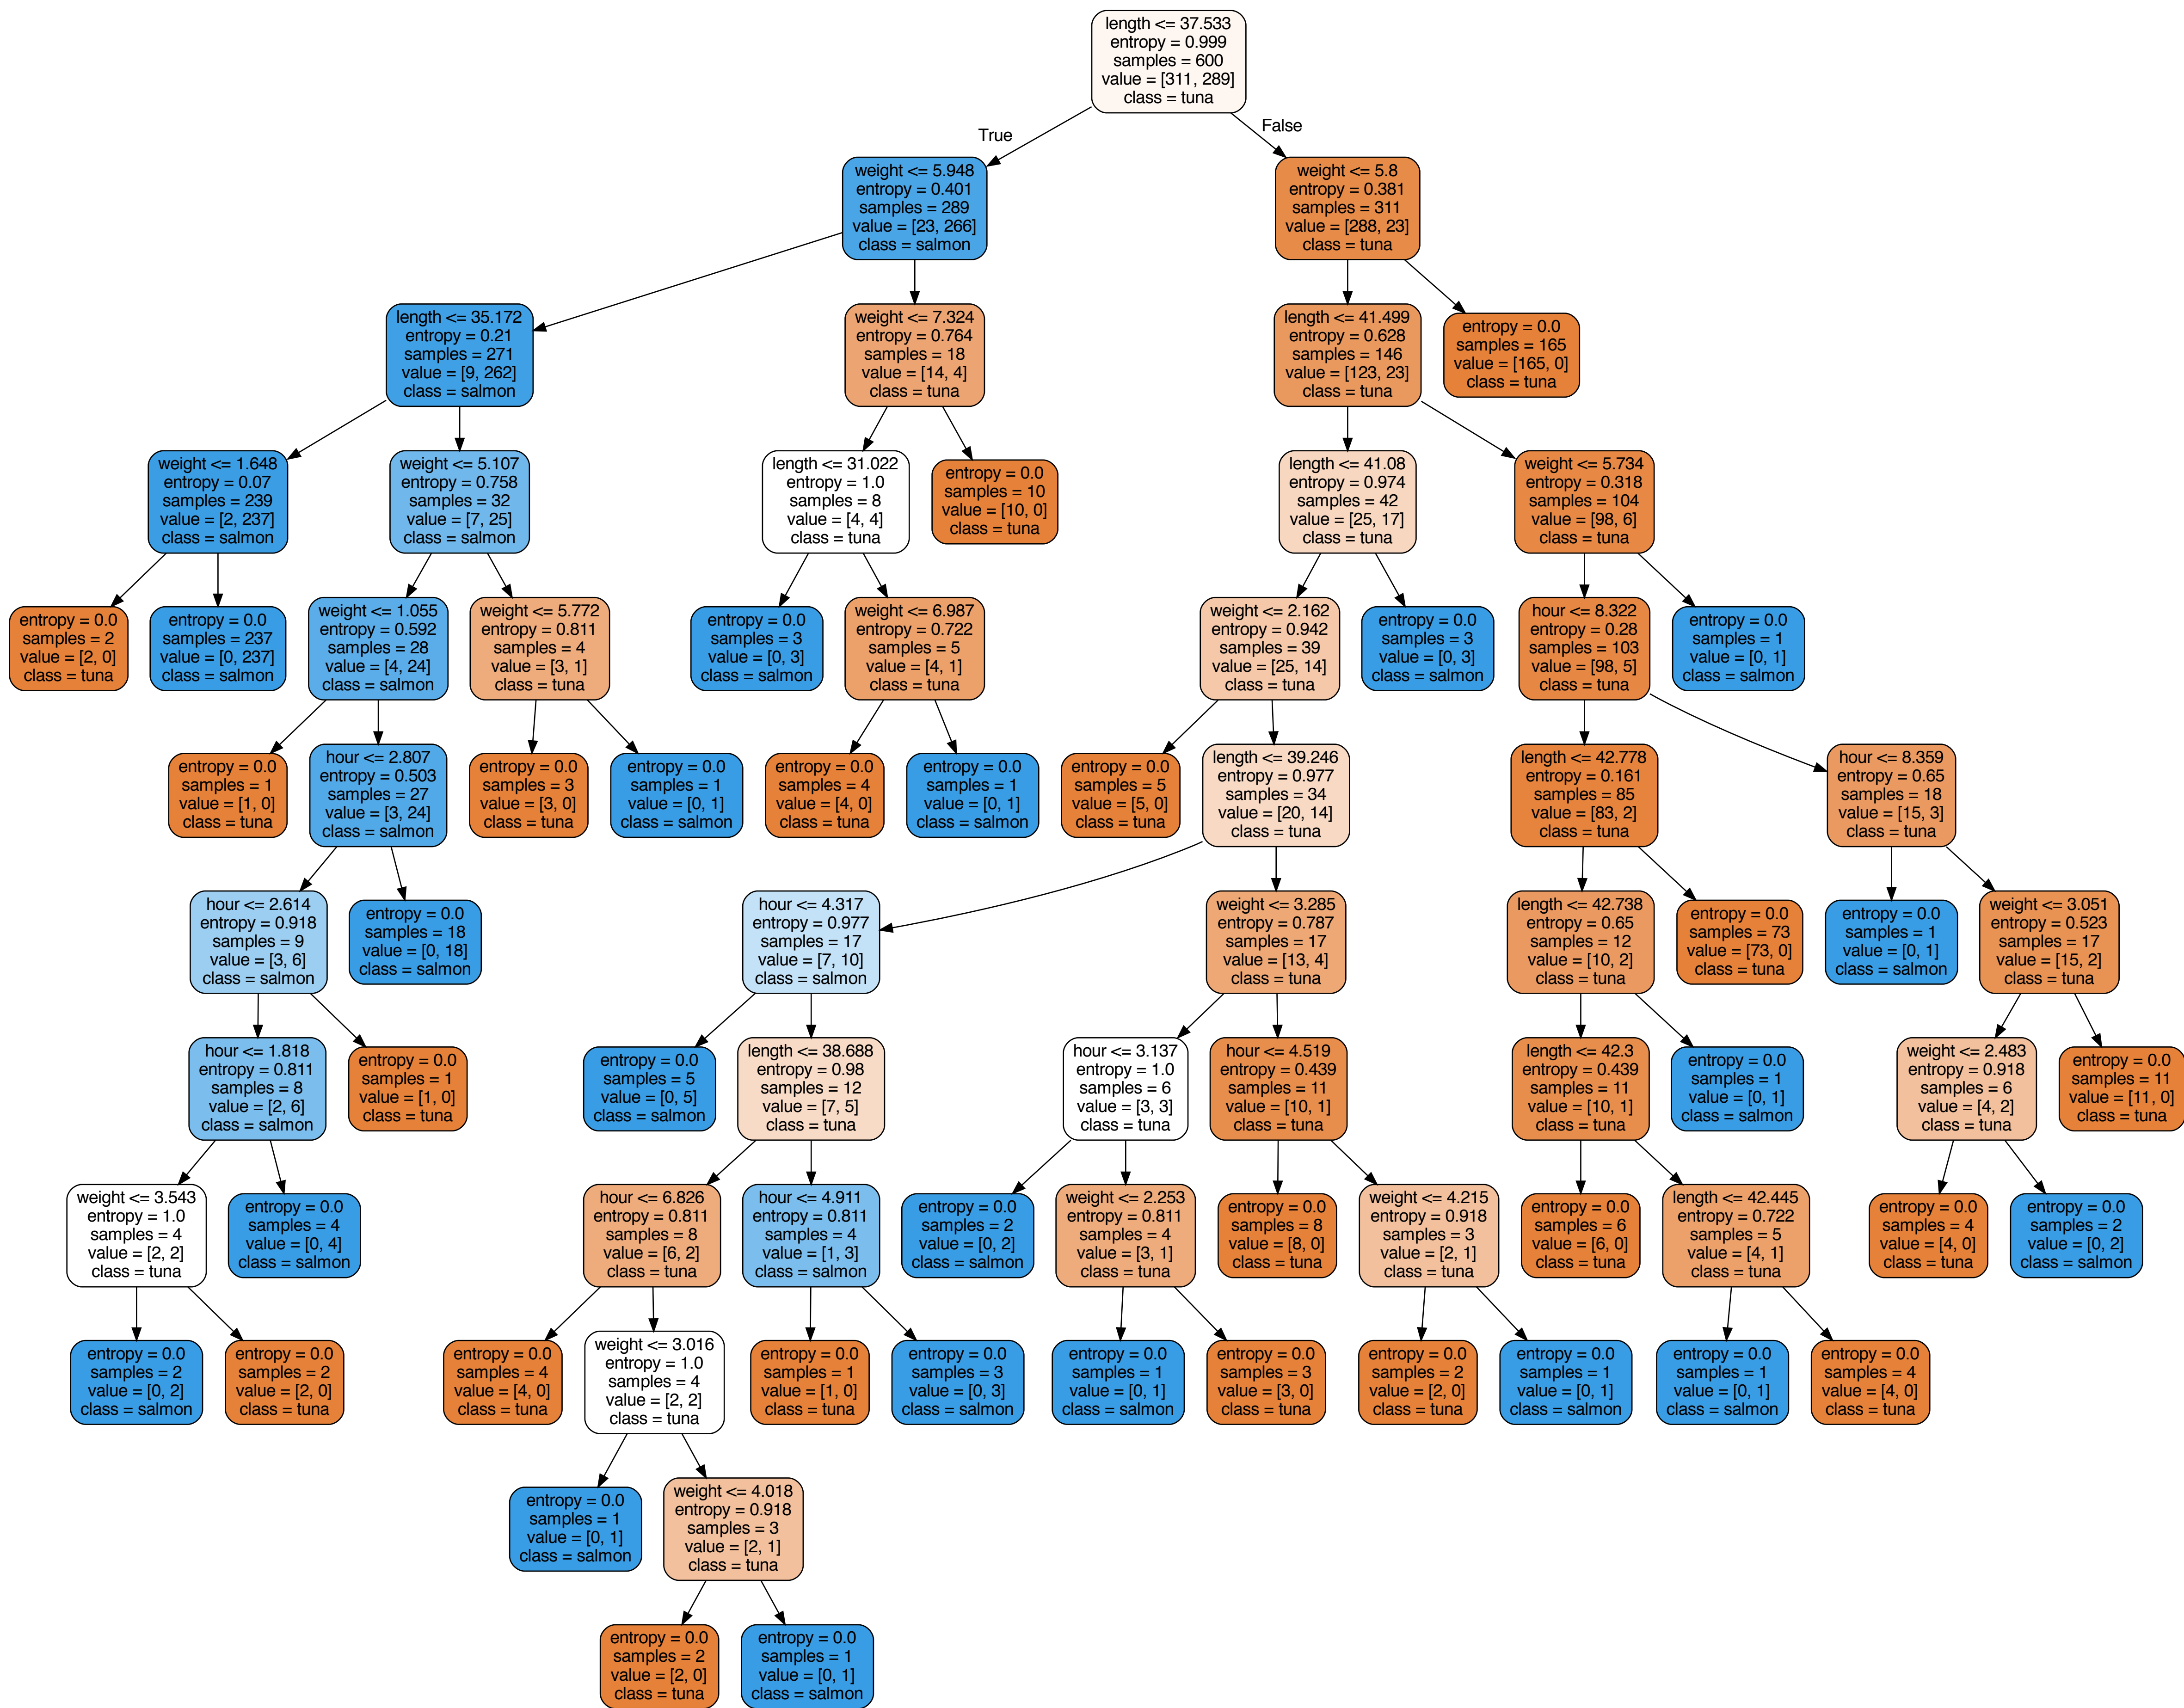 length <= 37.533
entropy = 0.999
samples = 600
value = [311, 289]
class = tuna
True
False
weight <= 5.948
entropy = 0.401
samples = 289
value = [23, 266]
class = salmon
weight <= 5.8
entropy = 0.381
samples = 311
value = [288, 23]
class = tuna
length <= 35.172
entropy = 0.21
samples = 271
value = [9, 262]
class = salmon
weight <= 7.324
entropy = 0.764
samples = 18
value = [14, 4]
class = tuna
length <= 41.499
entropy = 0.628
samples = 146
value = [123, 23]
class = tuna
entropy = 0.0
samples = 165
value = [165, 0]
class = tuna
weight <= 1.648
entropy = 0.07
samples = 239
value = [2, 237]
class = salmon
weight <= 5.107
entropy = 0.758
samples = 32
value = [7, 25]
class = salmon
length <= 31.022
entropy = 1.0
samples = 8
value = [4, 4]
class = tuna
entropy = 0.0
samples = 10
value = [10, 0]
class = tuna
length <= 41.08
entropy = 0.974
samples = 42
value = [25, 17]
class = tuna
weight <= 5.734
entropy = 0.318
samples = 104
value = [98, 6]
class = tuna
entropy = 0.0
samples = 2
value = [2, 0]
class = tuna
entropy = 0.0
samples = 237
value = [0, 237]
class = salmon
weight <= 1.055
entropy = 0.592
samples = 28
value = [4, 24]
class = salmon
weight <= 5.772
entropy = 0.811
samples = 4
value = [3, 1]
class = tuna
entropy = 0.0
samples = 3
value = [0, 3]
class = salmon
weight <= 6.987
entropy = 0.722
samples = 5
value = [4, 1]
class = tuna
weight <= 2.162
entropy = 0.942
samples = 39
value = [25, 14]
class = tuna
entropy = 0.0
samples = 3
value = [0, 3]
class = salmon
hour <= 8.322
entropy = 0.28
samples = 103
value = [98, 5]
class = tuna
entropy = 0.0
samples = 1
value = [0, 1]
class = salmon
entropy = 0.0
samples = 1
value = [1, 0]
class = tuna
hour <= 2.807
entropy = 0.503
samples = 27
value = [3, 24]
class = salmon
entropy = 0.0
samples = 3
value = [3, 0]
class = tuna
entropy = 0.0
samples = 1
value = [0, 1]
class = salmon
entropy = 0.0
samples = 4
value = [4, 0]
class = tuna
entropy = 0.0
samples = 1
value = [0, 1]
class = salmon
entropy = 0.0
samples = 5
value = [5, 0]
class = tuna
length <= 39.246
entropy = 0.977
samples = 34
value = [20, 14]
class = tuna
length <= 42.778
entropy = 0.161
samples = 85
value = [83, 2]
class = tuna
hour <= 8.359
entropy = 0.65
samples = 18
value = [15, 3]
class = tuna
hour <= 2.614
entropy = 0.918
samples = 9
value = [3, 6]
class = salmon
entropy = 0.0
samples = 18
value = [0, 18]
class = salmon
hour <= 4.317
entropy = 0.977
samples = 17
value = [7, 10]
class = salmon
weight <= 3.285
entropy = 0.787
samples = 17
value = [13, 4]
class = tuna
length <= 42.738
entropy = 0.65
samples = 12
value = [10, 2]
class = tuna
entropy = 0.0
samples = 73
value = [73, 0]
class = tuna
entropy = 0.0
samples = 1
value = [0, 1]
class = salmon
weight <= 3.051
entropy = 0.523
samples = 17
value = [15, 2]
class = tuna
hour <= 1.818
entropy = 0.811
samples = 8
value = [2, 6]
class = salmon
entropy = 0.0
samples = 1
value = [1, 0]
class = tuna
entropy = 0.0
samples = 5
value = [0, 5]
class = salmon
length <= 38.688
entropy = 0.98
samples = 12
value = [7, 5]
class = tuna
hour <= 3.137
entropy = 1.0
samples = 6
value = [3, 3]
class = tuna
hour <= 4.519
entropy = 0.439
samples = 11
value = [10, 1]
class = tuna
length <= 42.3
entropy = 0.439
samples = 11
value = [10, 1]
class = tuna
entropy = 0.0
samples = 1
value = [0, 1]
class = salmon
weight <= 2.483
entropy = 0.918
samples = 6
value = [4, 2]
class = tuna
entropy = 0.0
samples = 11
value = [11, 0]
class = tuna
weight <= 3.543
entropy = 1.0
samples = 4
value = [2, 2]
class = tuna
entropy = 0.0
samples = 4
value = [0, 4]
class = salmon
hour <= 6.826
entropy = 0.811
samples = 8
value = [6, 2]
class = tuna
hour <= 4.911
entropy = 0.811
samples = 4
value = [1, 3]
class = salmon
entropy = 0.0
samples = 2
value = [0, 2]
class = salmon
weight <= 2.253
entropy = 0.811
samples = 4
value = [3, 1]
class = tuna
entropy = 0.0
samples = 8
value = [8, 0]
class = tuna
weight <= 4.215
entropy = 0.918
samples = 3
value = [2, 1]
class = tuna
entropy = 0.0
samples = 6
value = [6, 0]
class = tuna
length <= 42.445
entropy = 0.722
samples = 5
value = [4, 1]
class = tuna
entropy = 0.0
samples = 4
value = [4, 0]
class = tuna
entropy = 0.0
samples = 2
value = [0, 2]
class = salmon
entropy = 0.0
samples = 2
value = [0, 2]
class = salmon
entropy = 0.0
samples = 2
value = [2, 0]
class = tuna
entropy = 0.0
samples = 4
value = [4, 0]
class = tuna
weight <= 3.016
entropy = 1.0
samples = 4
value = [2, 2]
class = tuna
entropy = 0.0
samples = 1
value = [1, 0]
class = tuna
entropy = 0.0
samples = 3
value = [0, 3]
class = salmon
entropy = 0.0
samples = 1
value = [0, 1]
class = salmon
entropy = 0.0
samples = 3
value = [3, 0]
class = tuna
entropy = 0.0
samples = 2
value = [2, 0]
class = tuna
entropy = 0.0
samples = 1
value = [0, 1]
class = salmon
entropy = 0.0
samples = 1
value = [0, 1]
class = salmon
entropy = 0.0
samples = 4
value = [4, 0]
class = tuna
entropy = 0.0
samples = 1
value = [0, 1]
class = salmon
weight <= 4.018
entropy = 0.918
samples = 3
value = [2, 1]
class = tuna
entropy = 0.0
samples = 2
value = [2, 0]
class = tuna
entropy = 0.0
samples = 1
value = [0, 1]
class = salmon